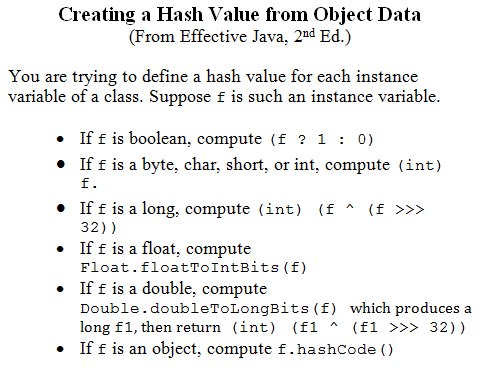 Creating a Hash Value from Object Data
(From Effective Java, 2nd Ed.)
You are trying to define a hash value for each instance
variable of a class. Suppose f is such an instance variable.
• If f is boolean, compute (f ? 1 : 0)
• If f is a byte, char, short, or int, compute (int)
f.
• If f is a long, compute (int) (f ^ (f >>>
32))
• If f is a float, compute
Float.floatToIntBits(f)
• If f is a double, compute
Double.doubleToLongBits(f) which produces a
long f1, then return (int) (f1 ^ (f1 >>> 32))
• If f is an object, compute f.hashCode()